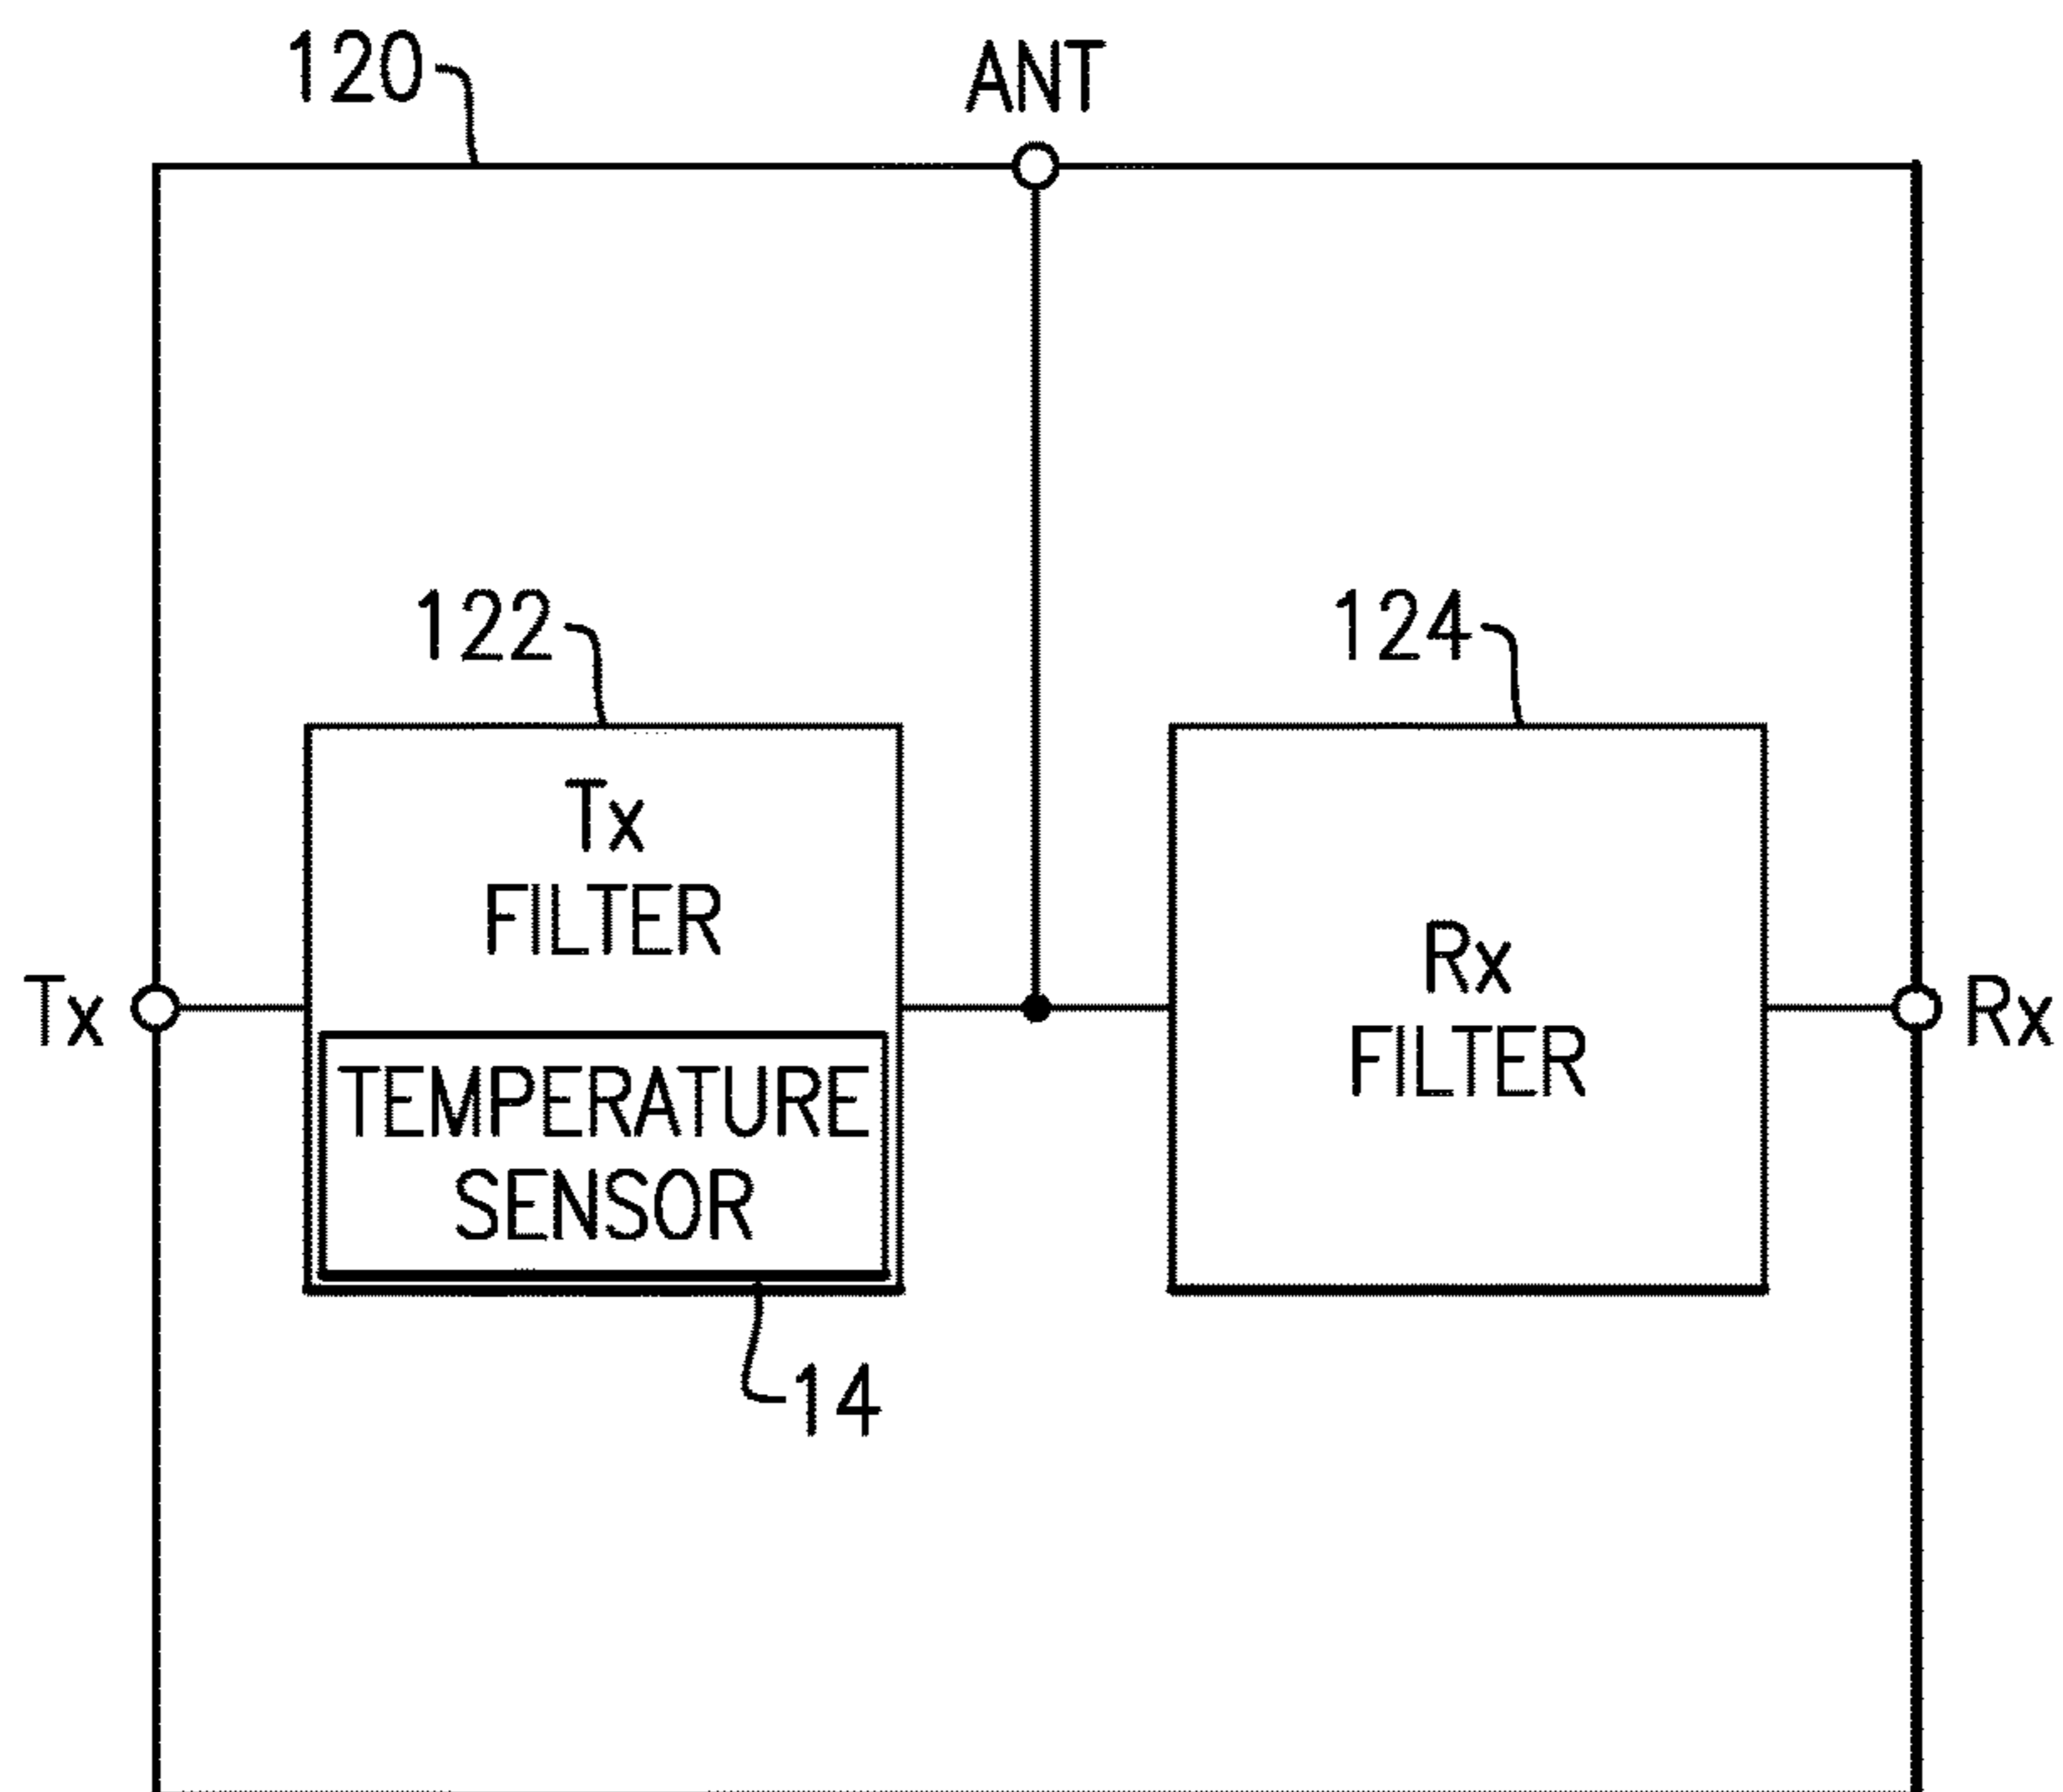 120
ANT
122
124
Tx
FILTER
Rx
FILTER
Tx
Rx
TEMPERATURE
SENSOR
14